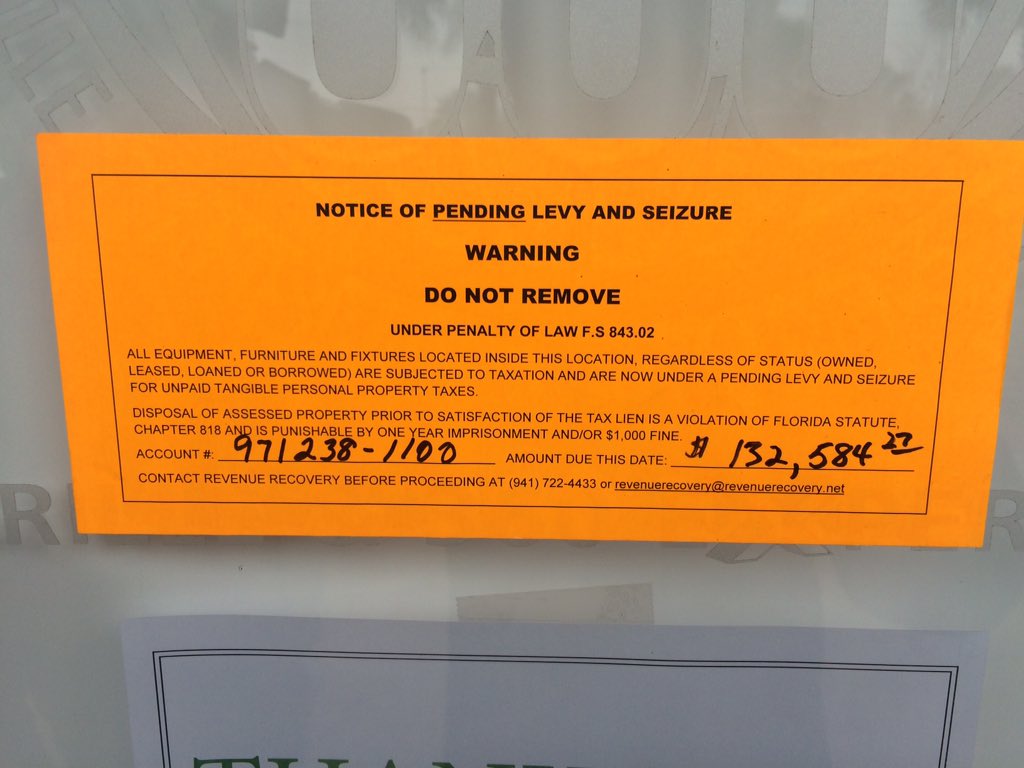 NOTICE OF PENDING LEVY AND SEIZURE
WARNING
DO NOT REMOVE
UNDER PENALTY OF LAW F.S 843.02
ALL EQUIPMENT, FURNITURE AND FIXTURES LOCATED INSIDE THIS LOCATION, REGARDLESS OF STATUS (OWNED,
LEASED, LOANED OR BORROWED) ARE SUBJECTED TO TAXATION AND ARE NOW UNDER A PENDING LEVY AND SEIZURE
FOR UNPAID TANGIBLE PERSONAL PROPERTY TAXES.
DISPOSAL OF ASSESSED PROPERTY PRIOR TO SATISFACTION OF THE TAX LIEN IS A VIOLATION OF FLORIDA STATUTE,
CHAPTER 818 AND IS PUNISHABLE BY ONE YEAR IMPRISONMENT AND/OR $1,000 FINE.
ACCOUNT #: 971238-1100 AMOUNT DUE THIS DATE: $ 132,584 27
CONTACT REVENUE RECOVERY BEFORE PROCEEDING AT (941) 722-4433 or revenuerecovery@revenuerecovery.net